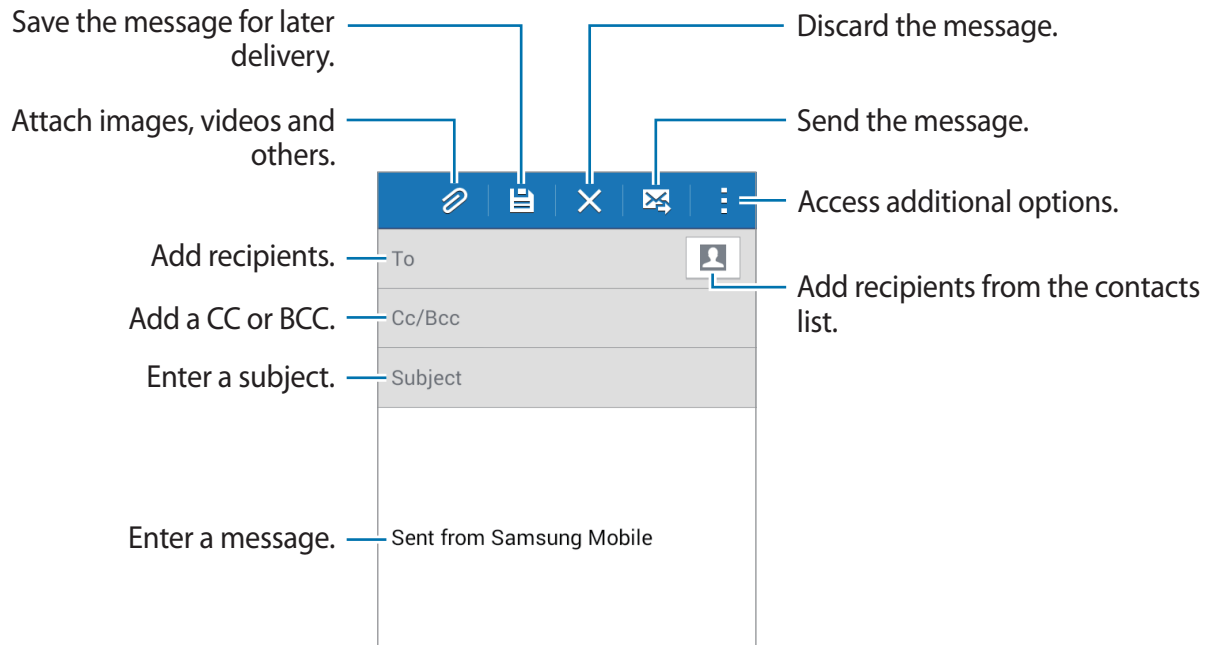 Save the message for later
delivery.
Attach images, videos and
others.
Add recipients.
Add a CC or BCC.
Enter a subject.
Enter a message.
To
Cc/Bcc
Subject
Sent from Samsung Mobile
Discard the message.
Send the message.
Access additional options.
Add recipients from the contacts
list.